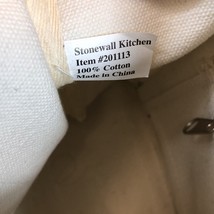 Stonewall Kitchen
Item #201113
100% Cotton
Made in China